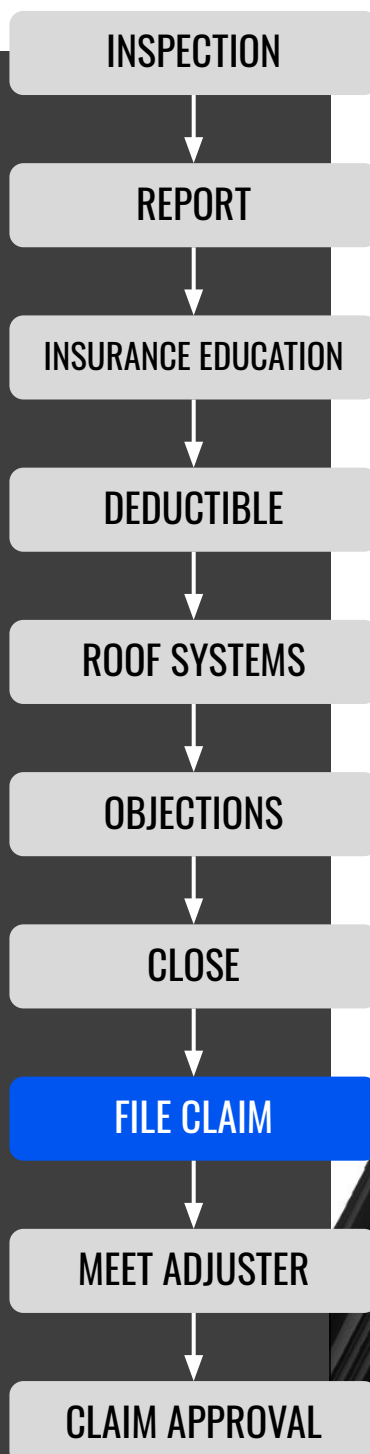 INSPECTION
REPORT
INSURANCE EDUCATION
DEDUCTIBLE
ROOF SYSTEMS
OBJECTIONS
CLOSE
FILE CLAIM
MEET ADJUSTER
CLAIM APPROVAL